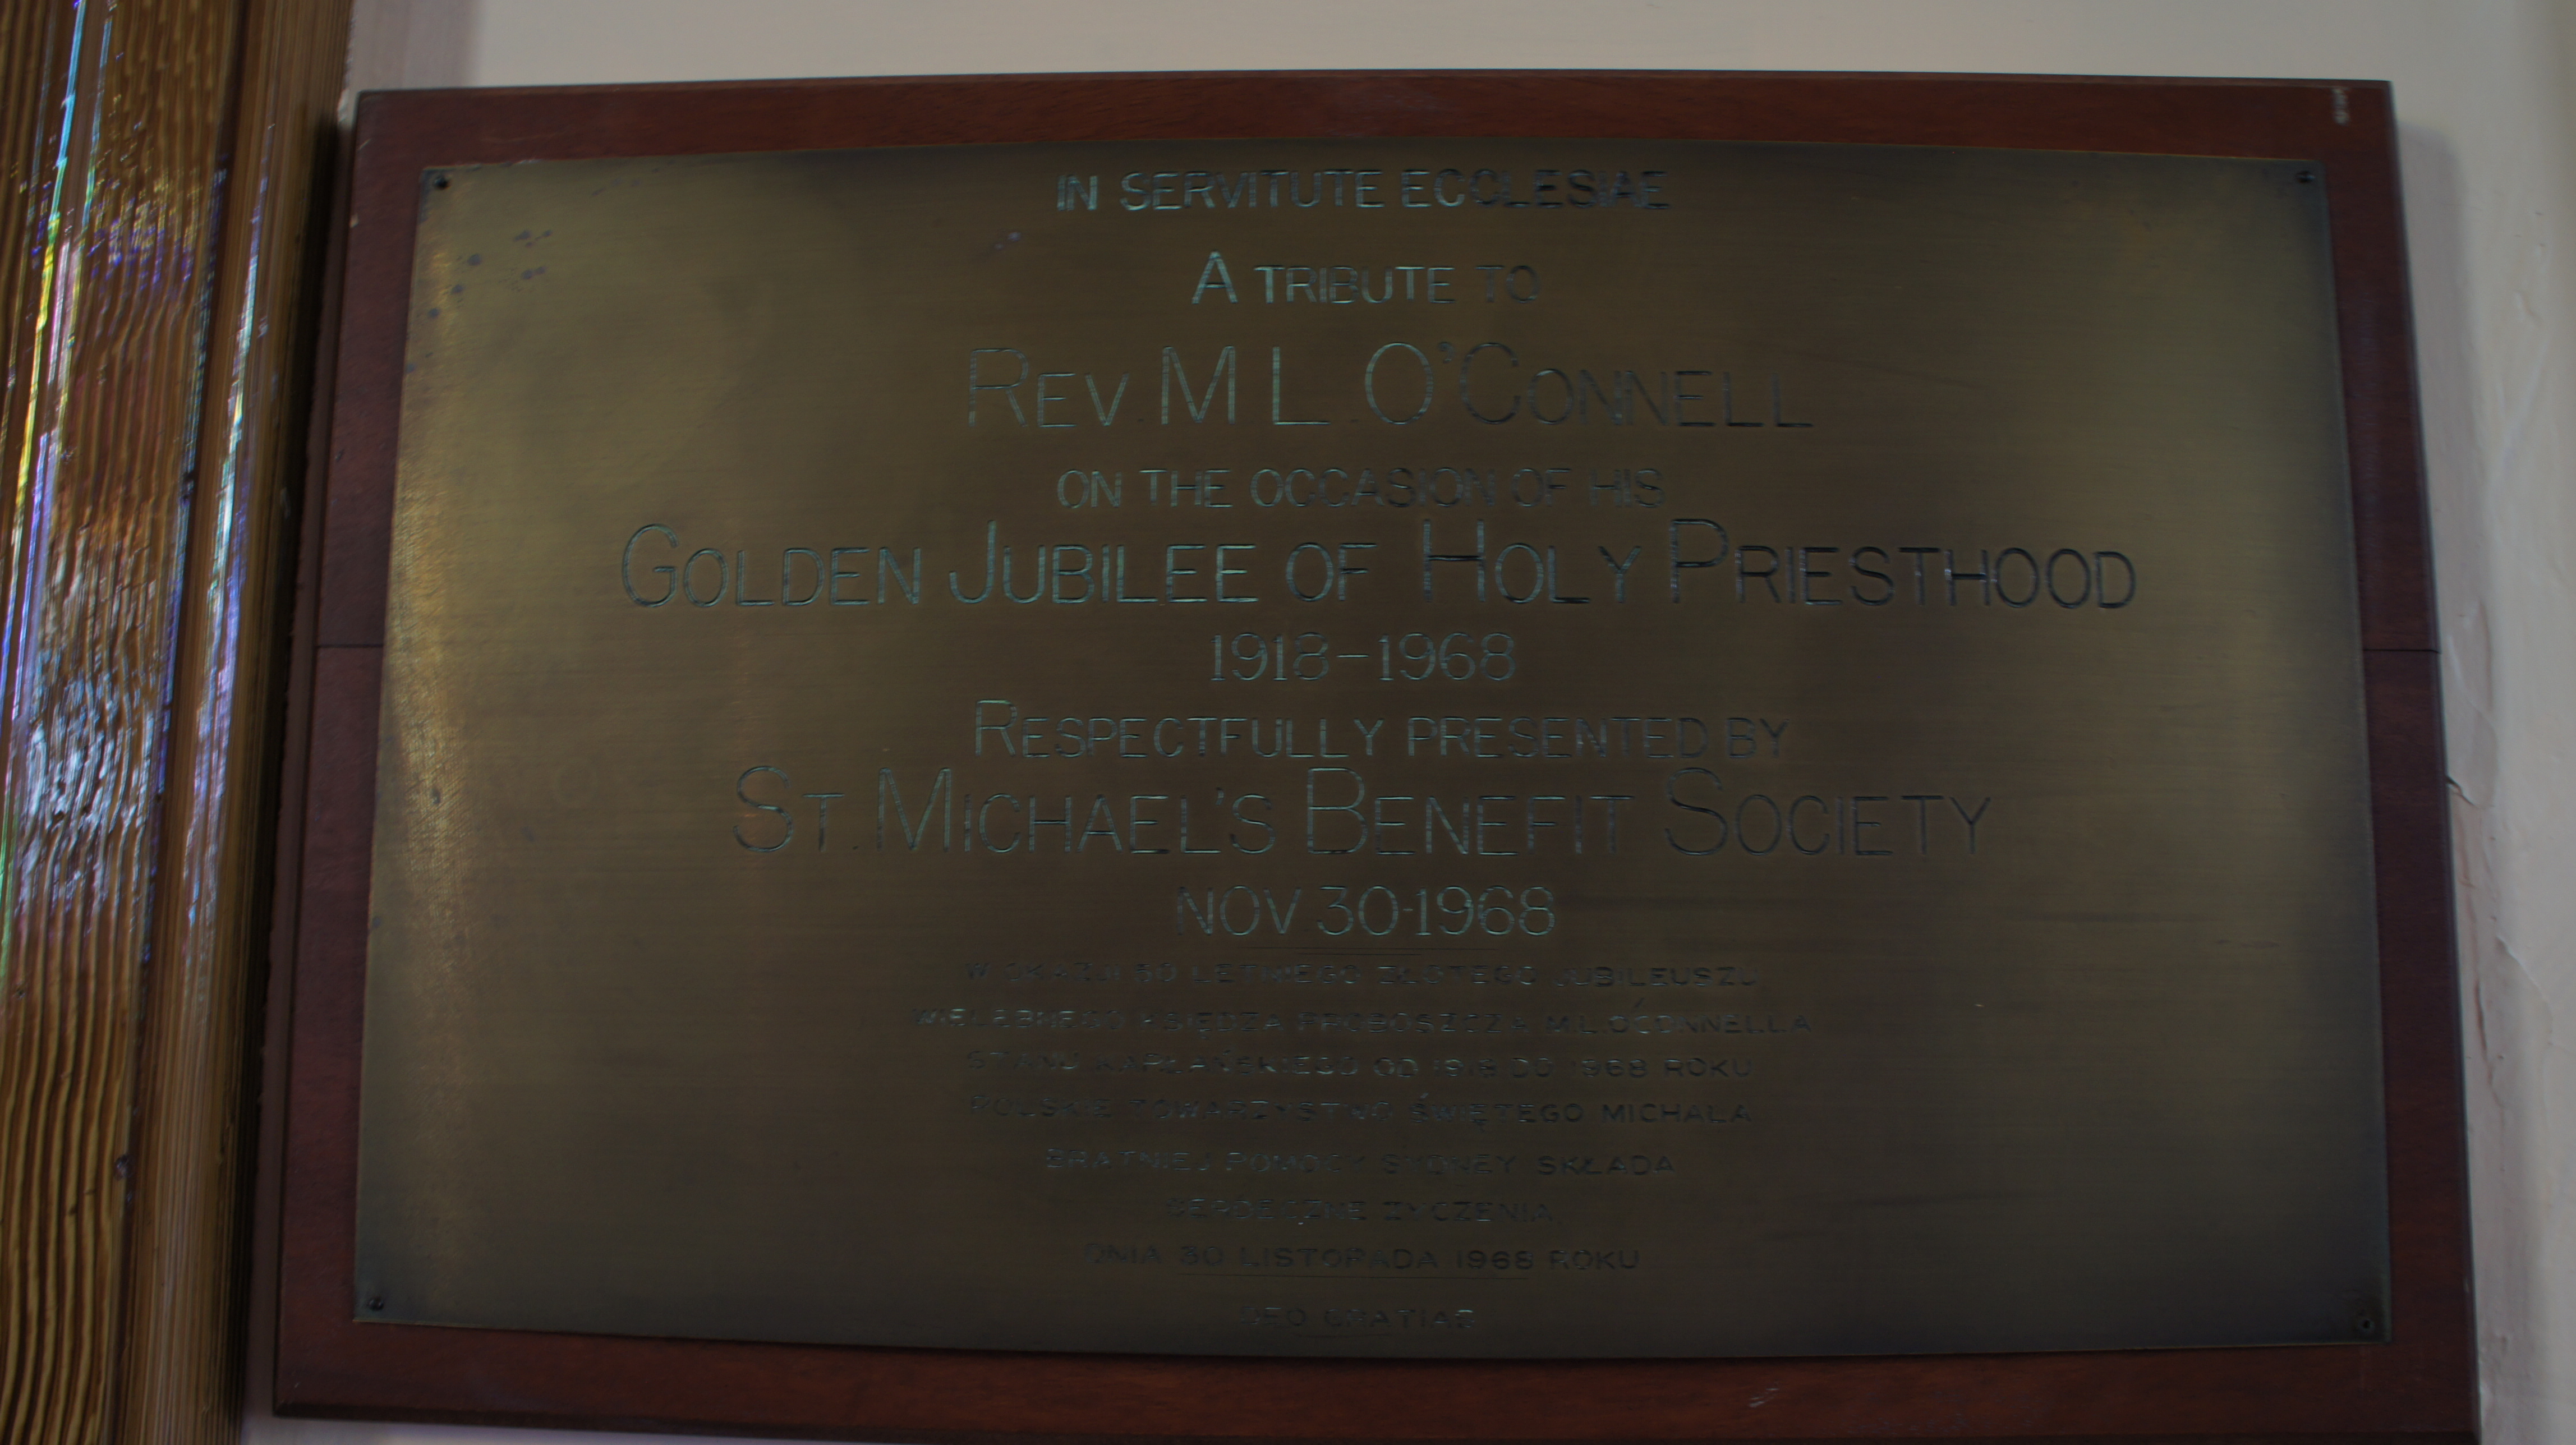 IN SERVITUTE ECCLESIAE
A TRIBUTE TO
REV. M. L. O'CONNELL
ON THE OCCASION OF HIS
GOLDEN JUBILEE OF HOLY PRIESTHOOD
1918-1968
RESPECTFULLY PRESENTED BY
ST. MICHAEL'S BENEFIT SOCIETY
NOV 30-1968
W OKAZJI 50 LETNIEGO ZŁOTEGO JUBILEUSZU
WIELEBNEGO KSIĘDZA PROBOSZCZA M.L. O'CONNELLA
STANU KAPŁAŃSKIEGO OD 1918 DO 1968 ROKU
POLSKIE TOWARZYSTWO ŚWIĘTEGO MICHAŁA
BRATNIEJ POMOCY SYDNEY SKŁADA
SERDECZNE ŻYCZENIA
DNIA 30 LISTOPADA 1968 ROKU
DEO GRATIAS